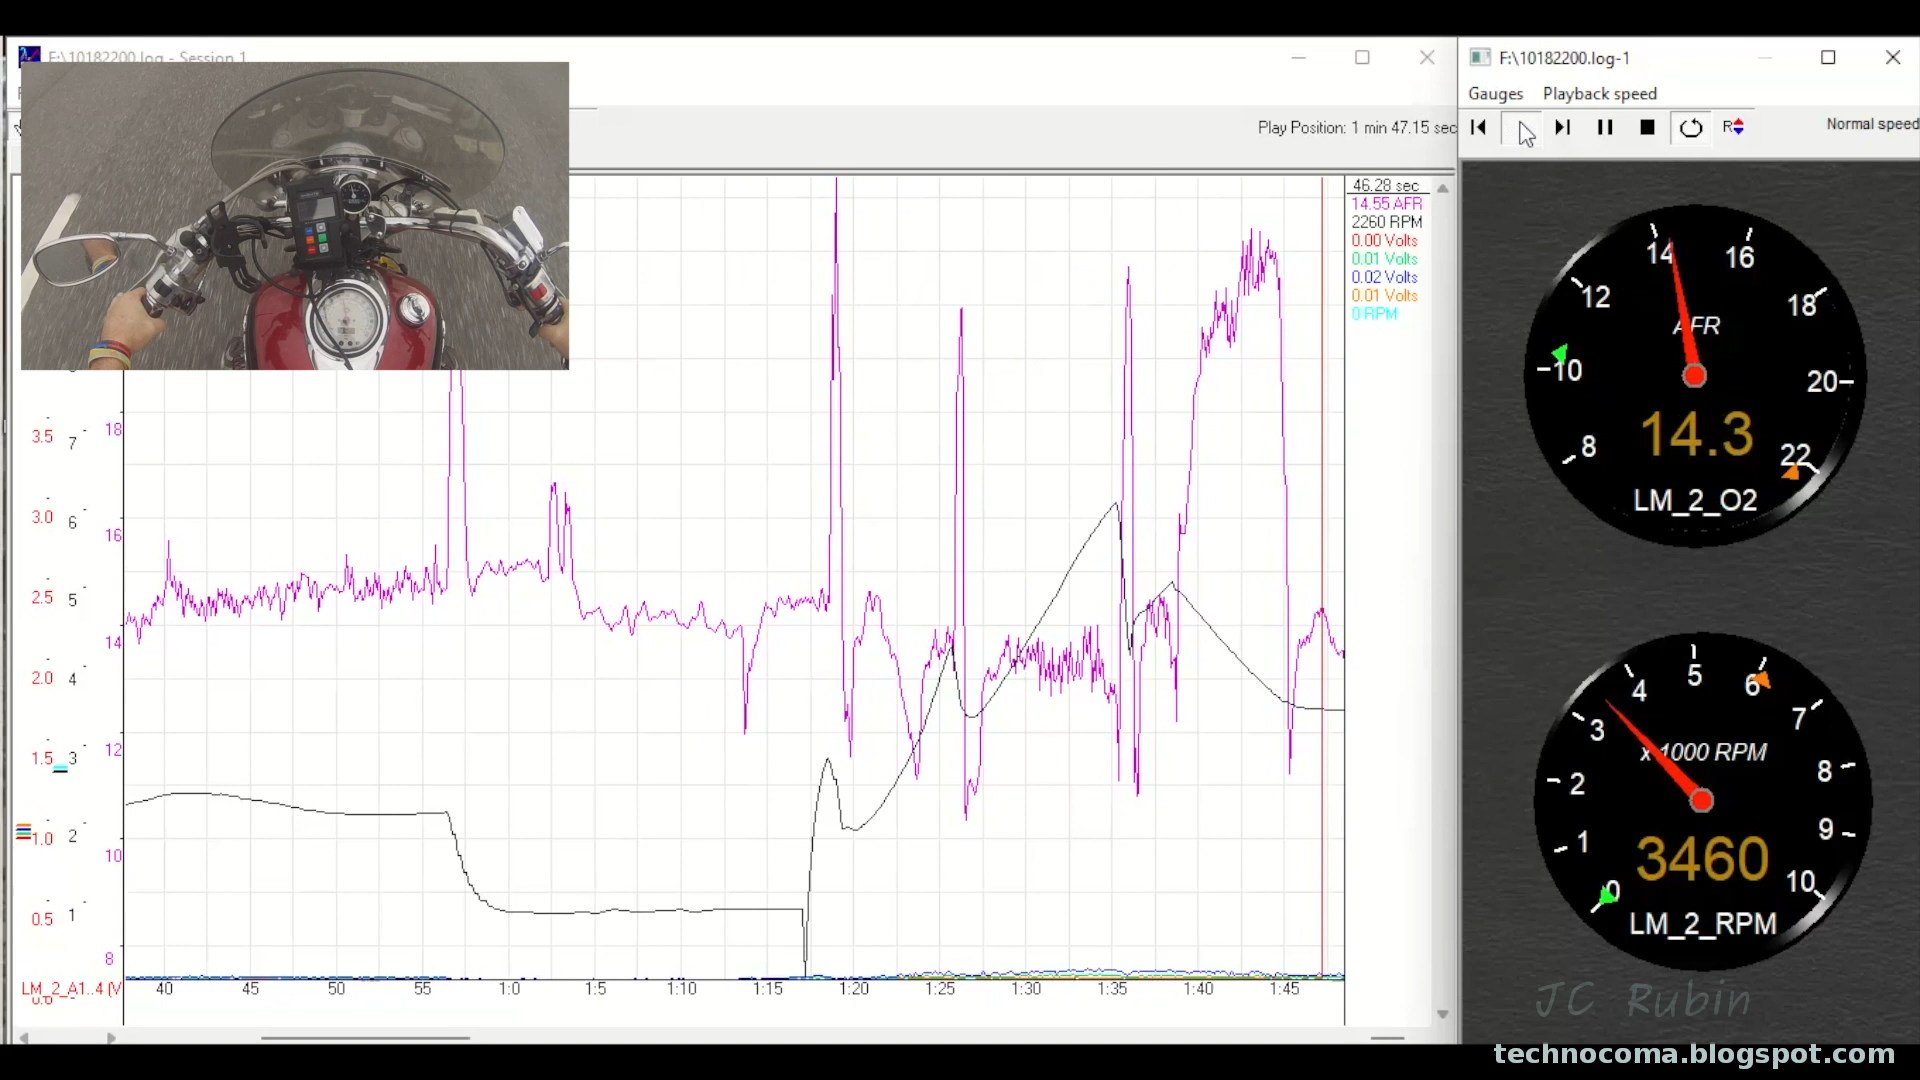 F:\10182200.log - Session 1
F:\10182200.log-1
Gauges Playback speed
Play Position: 1 min 47.15 sec
R
Normal speed
46.28 sec
14.55 AFR
2260 RPM
0.00 Volts
0.01 Volts
0.02 Volts
0.01 Volts
0 RPM
3.5 7 18
3.0 6 16
2.5 5
14
2.0 4
1.5 3 12
1.0 2
10
0.5 1
8
LM_2_A1..4 (V
0.0
40 45 50 55 1:0 1:5 1:10 1:15 1:20 1:25 1:30 1:35 1:40 1:45
8 10 12 14 16 18 20 22
AFR
14.3
LM_2_O2
0 1 2 3 4 5 6 7 8 9 10
x 1000 RPM
3460
LM_2_RPM
JC Rubin
technocoma.blogspot.com